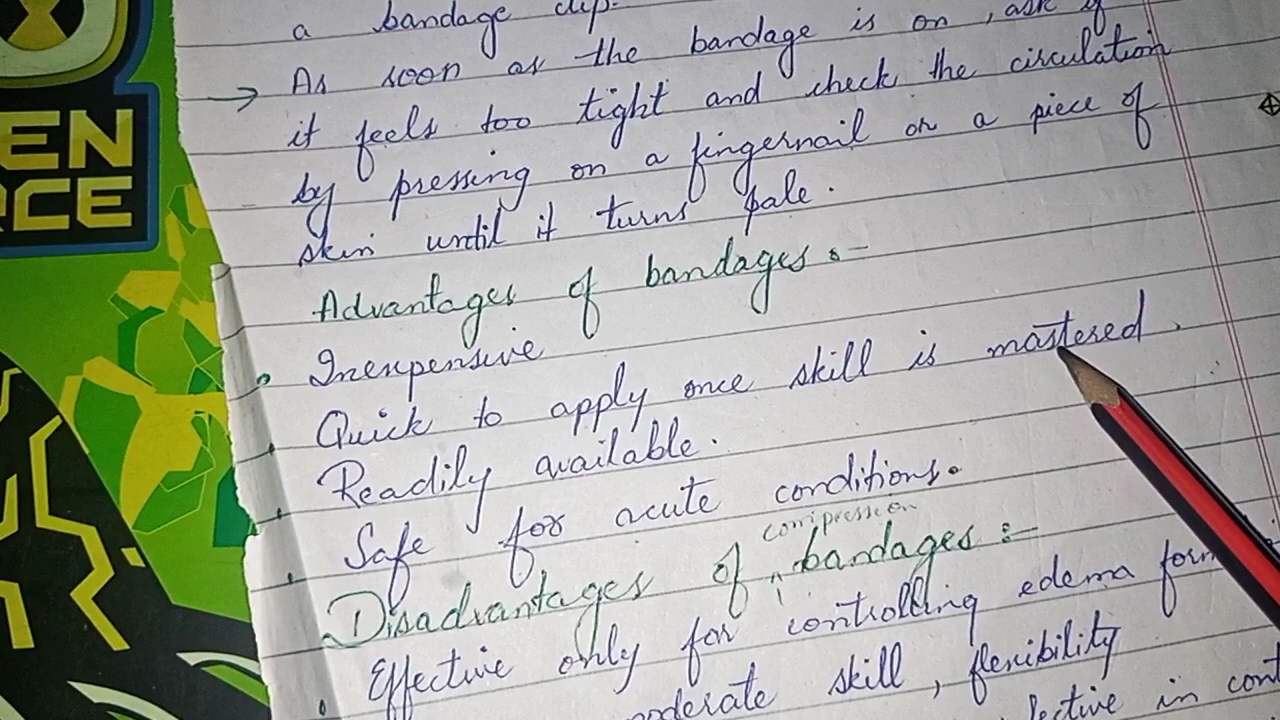 a bandage clip.
→ As soon as the bandage is on, ask if
it feels too tight and check the circulation
by pressing on a fingernail or a piece of
skin until it turns pale.
Advantages of bandages :-
• Inexpensive
• Quick to apply once skill is mastered.
• Readily available.
• Safe for acute conditions.
compression
Disadvantages of bandages :-
• Effective only for controlling edema
moderate skill, flexibility
in
EN
RCE